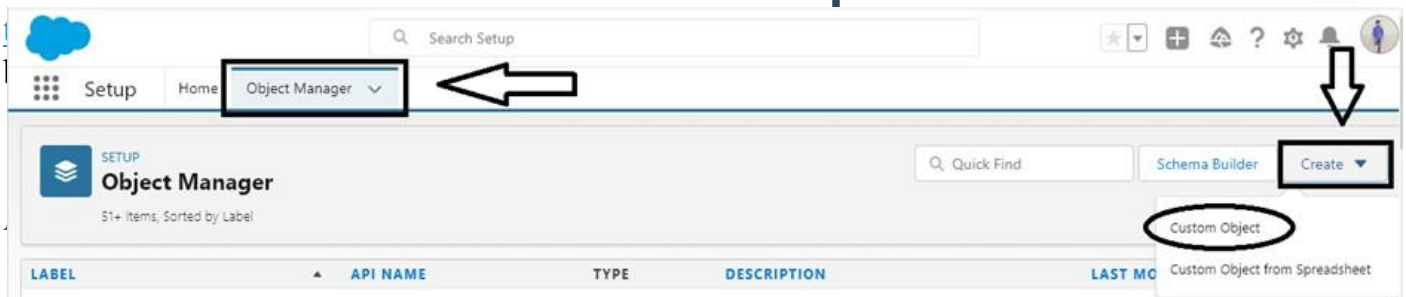 Search Setup
Setup Home Object Manager
SETUP
Object Manager
51+ Items, Sorted by Label
Quick Find
Schema Builder
Create
Custom Object
Custom Object from Spreadsheet
LABEL API NAME TYPE DESCRIPTION LAST MO